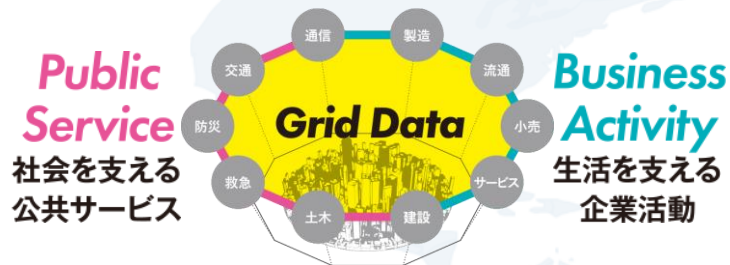 Public
Service
社会を支える
公共サービス
通信
交通
防災
救急
土木
Grid Data
製造
流通
小売
サービス
建設
Business
Activity
生活を支える
企業活動